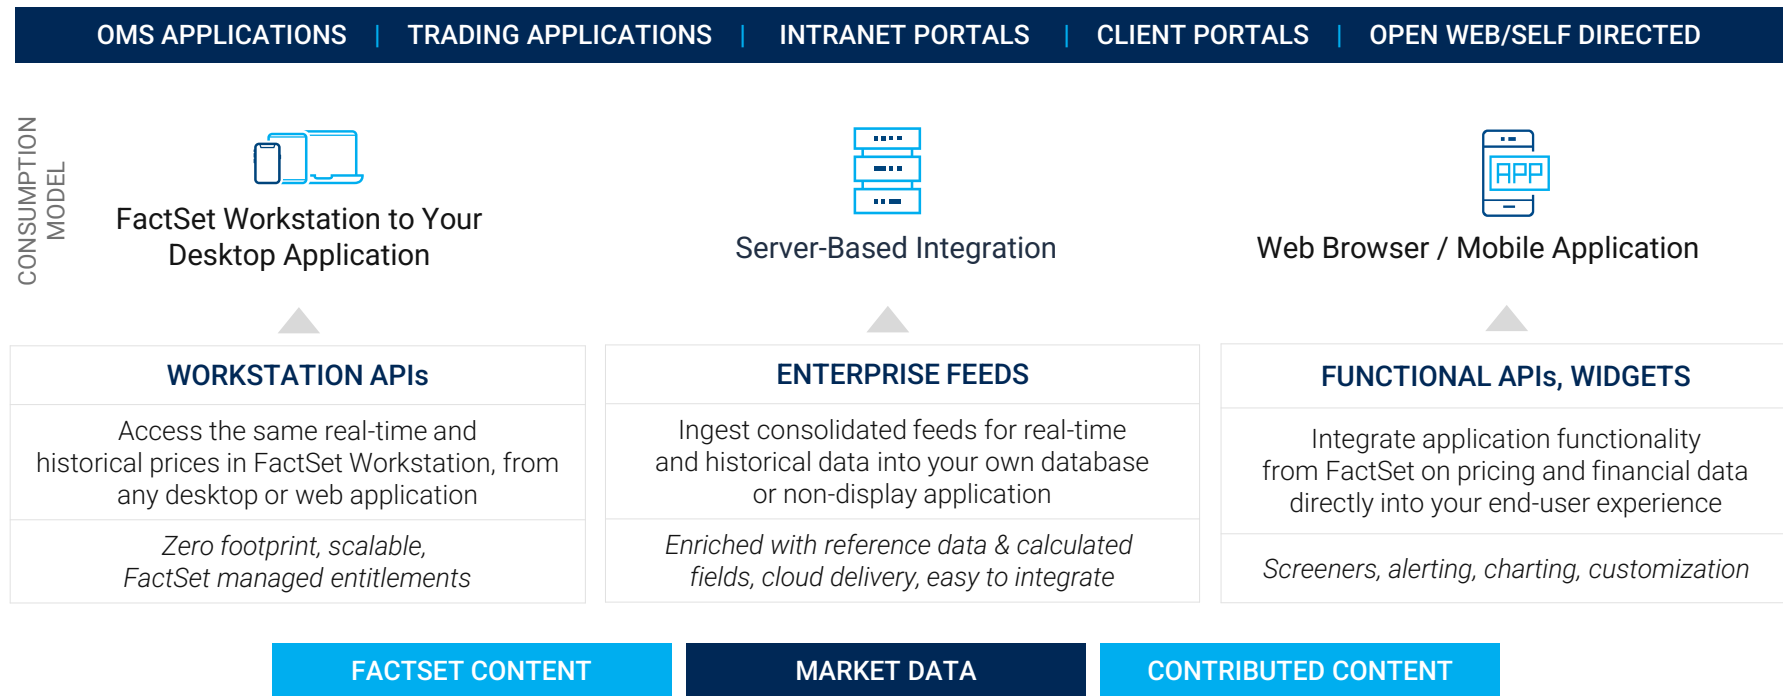 OMS APPLICATIONS | TRADING APPLICATIONS | INTRANET PORTALS | CLIENT PORTALS | OPEN WEB/SELF DIRECTED
CONSUMPTION
MODEL
FactSet Workstation to Your
Desktop Application
APP
Server-Based Integration
Web Browser / Mobile Application
WORKSTATION APIs
Access the same real-time and
historical prices in FactSet Workstation, from
any desktop or web application
Zero footprint, scalable,
FactSet managed entitlements
ENTERPRISE FEEDS
Ingest consolidated feeds for real-time
and historical data into your own database
or non-display application
Enriched with reference data & calculated
fields, cloud delivery, easy to integrate
FUNCTIONAL APIs, WIDGETS
Integrate application functionality
from FactSet on pricing and financial data
directly into your end-user experience
Screeners, alerting, charting, customization
FACTSET CONTENT
MARKET DATA
CONTRIBUTED CONTENT